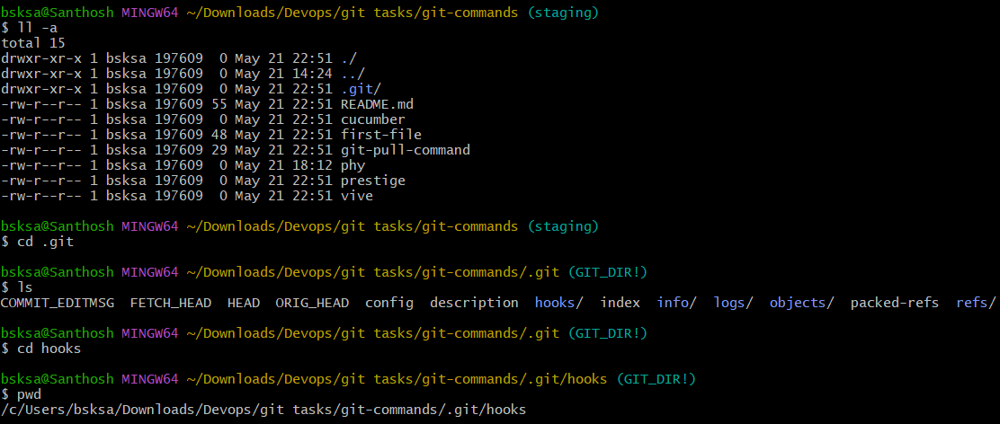 bsksa@Santhosh MINGW64 ~/Downloads/Devops/git tasks/git-commands (staging)
$ ll -a
total 15
drwxr-xr-x 1 bsksa 197609  0 May 21 22:51 ./
drwxr-xr-x 1 bsksa 197609  0 May 21 14:24 ../
drwxr-xr-x 1 bsksa 197609  0 May 21 22:51 .git/
-rw-r--r-- 1 bsksa 197609 55 May 21 22:51 README.md
-rw-r--r-- 1 bsksa 197609  0 May 21 22:51 cucumber
-rw-r--r-- 1 bsksa 197609 48 May 21 22:51 first-file
-rw-r--r-- 1 bsksa 197609 29 May 21 22:51 git-pull-command
-rw-r--r-- 1 bsksa 197609  0 May 21 18:12 phy
-rw-r--r-- 1 bsksa 197609  0 May 21 22:51 prestige
-rw-r--r-- 1 bsksa 197609  0 May 21 22:51 vive
bsksa@Santhosh MINGW64 ~/Downloads/Devops/git tasks/git-commands (staging)
$ cd .git
bsksa@Santhosh MINGW64 ~/Downloads/Devops/git tasks/git-commands/.git (GIT_DIR!)
$ ls
COMMIT_EDITMSG  FETCH_HEAD  HEAD  ORIG_HEAD  config  description  hooks/  index  info/  logs/  objects/  packed-refs  refs/
bsksa@Santhosh MINGW64 ~/Downloads/Devops/git tasks/git-commands/.git (GIT_DIR!)
$ cd hooks
bsksa@Santhosh MINGW64 ~/Downloads/Devops/git tasks/git-commands/.git/hooks (GIT_DIR!)
$ pwd
/c/Users/bsksa/Downloads/Devops/git tasks/git-commands/.git/hooks